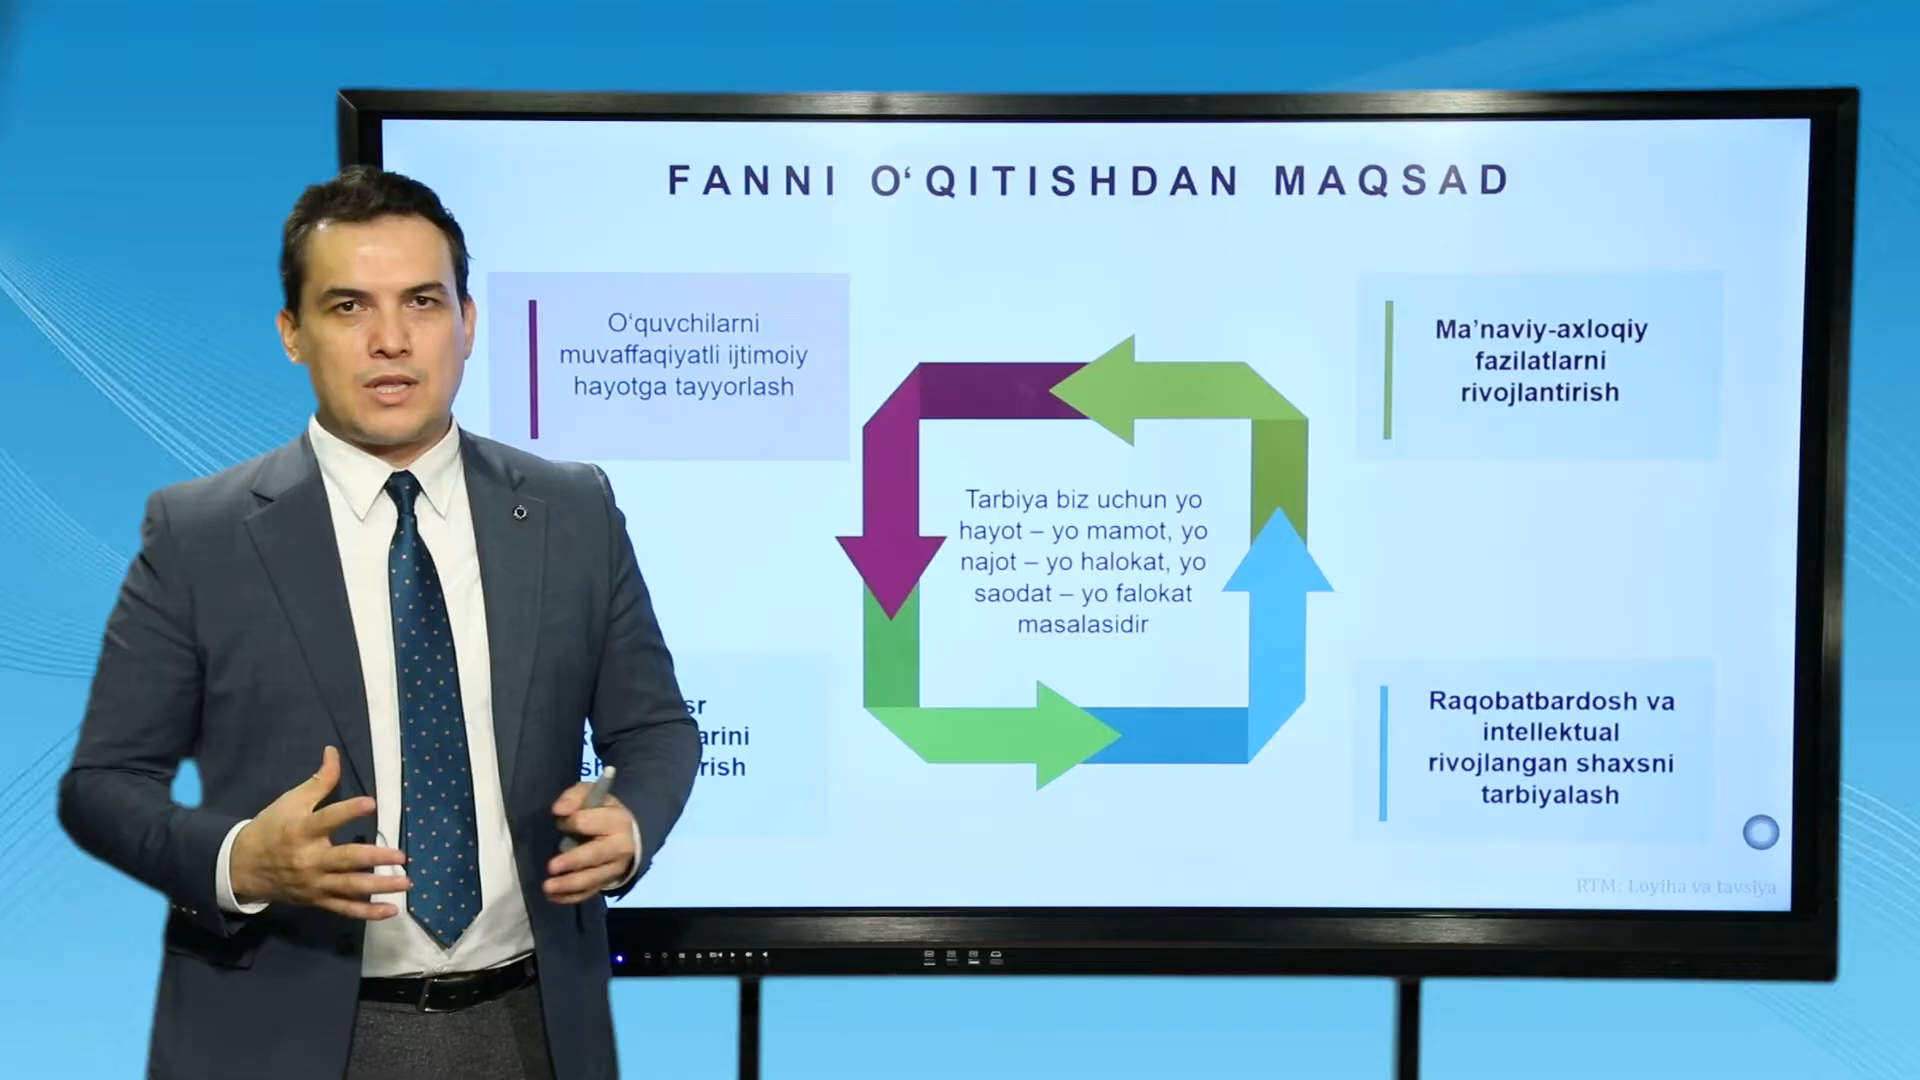 FANNI O‘QITISHDAN MAQSAD
O‘quvchilarni
muvaffaqiyatli ijtimoiy
hayotga tayyorlash
Ma’naviy-axloqiy
fazilatlarni
rivojlantirish
Tarbiya biz uchun yo
hayot – yo mamot, yo
najot – yo halokat, yo
saodat – yo falokat
masalasidir
Raqobatbardosh va
intellektual
rivojlangan shaxsni
tarbiyalash
RTM: Loyiha va tavsiya